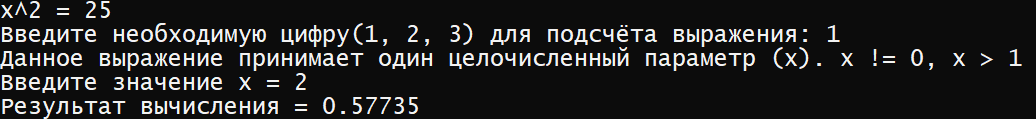 x^2 = 25
Введите необходимую цифру(1, 2, 3) для подсчёта выражения: 1
Данное выражение принимает один целочисленный параметр (x). x != 0, x > 1
Введите значение x = 2
Результат вычисления = 0.57735